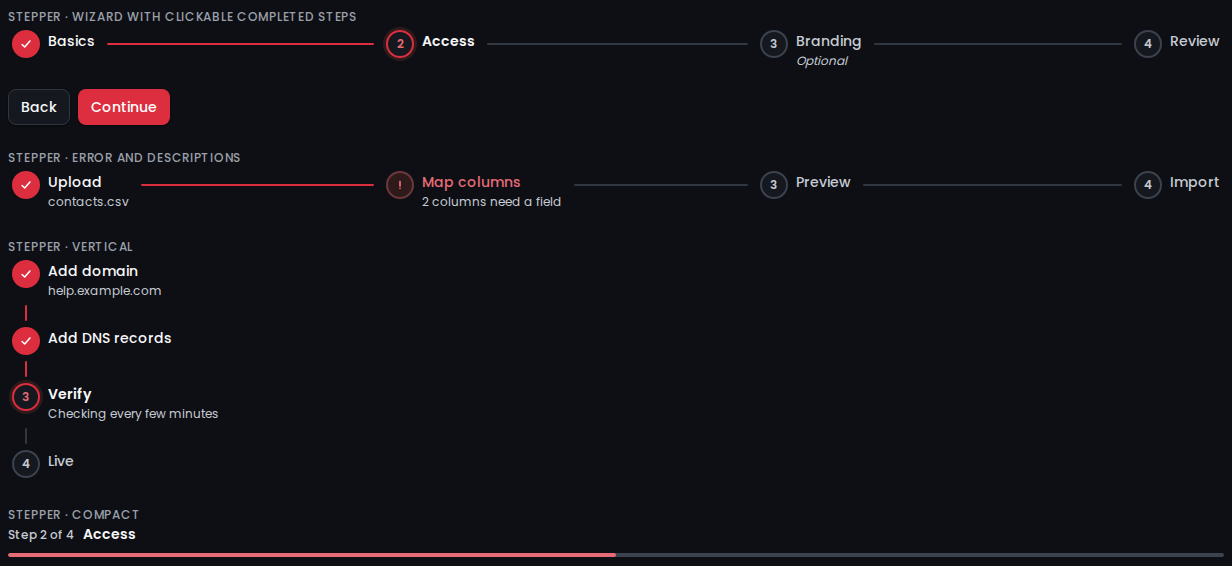 STEPPER · WIZARD WITH CLICKABLE COMPLETED STEPS
Basics
2 Access
3 Branding
Optional
4 Review
Back Continue
STEPPER · ERROR AND DESCRIPTIONS
Upload
contacts.csv
! Map columns
2 columns need a field
3 Preview
4 Import
STEPPER · VERTICAL
Add domain
help.example.com
Add DNS records
3 Verify
Checking every few minutes
4 Live
STEPPER · COMPACT
Step 2 of 4 Access